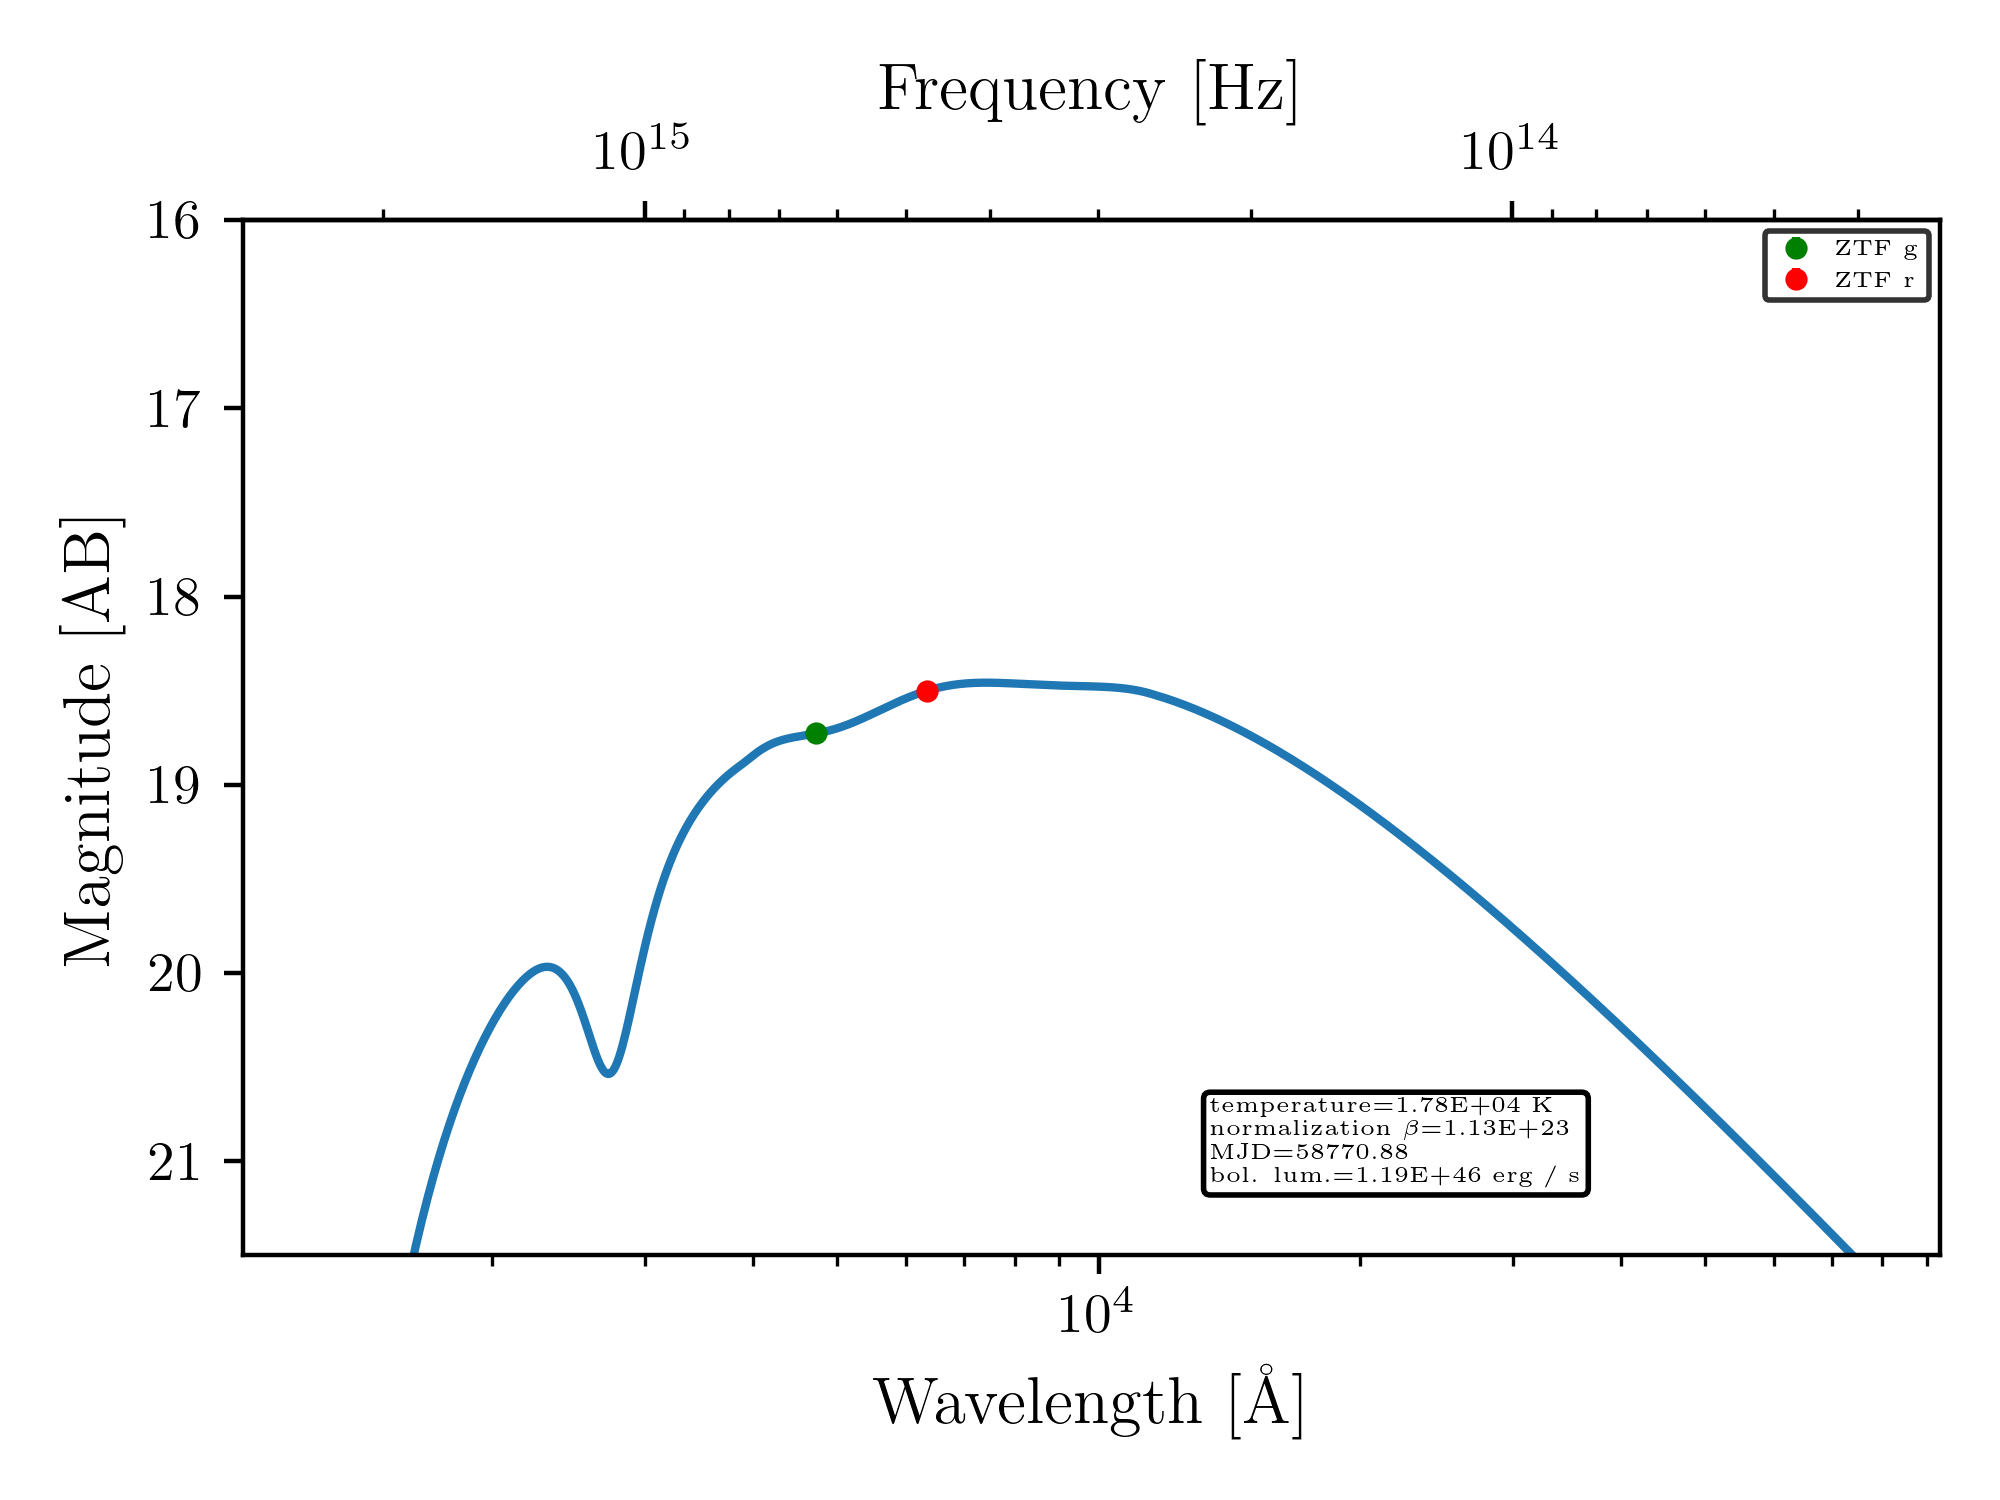 Frequency [Hz]
10^15 10^14
16
17
18
19
20
21
Magnitude [AB]
ZTF g
ZTF r
temperature=1.78E+04 K
normalization β=1.13E+23
MJD=58770.88
bol. lum.=1.19E+46 erg / s
10^4
Wavelength [Å]